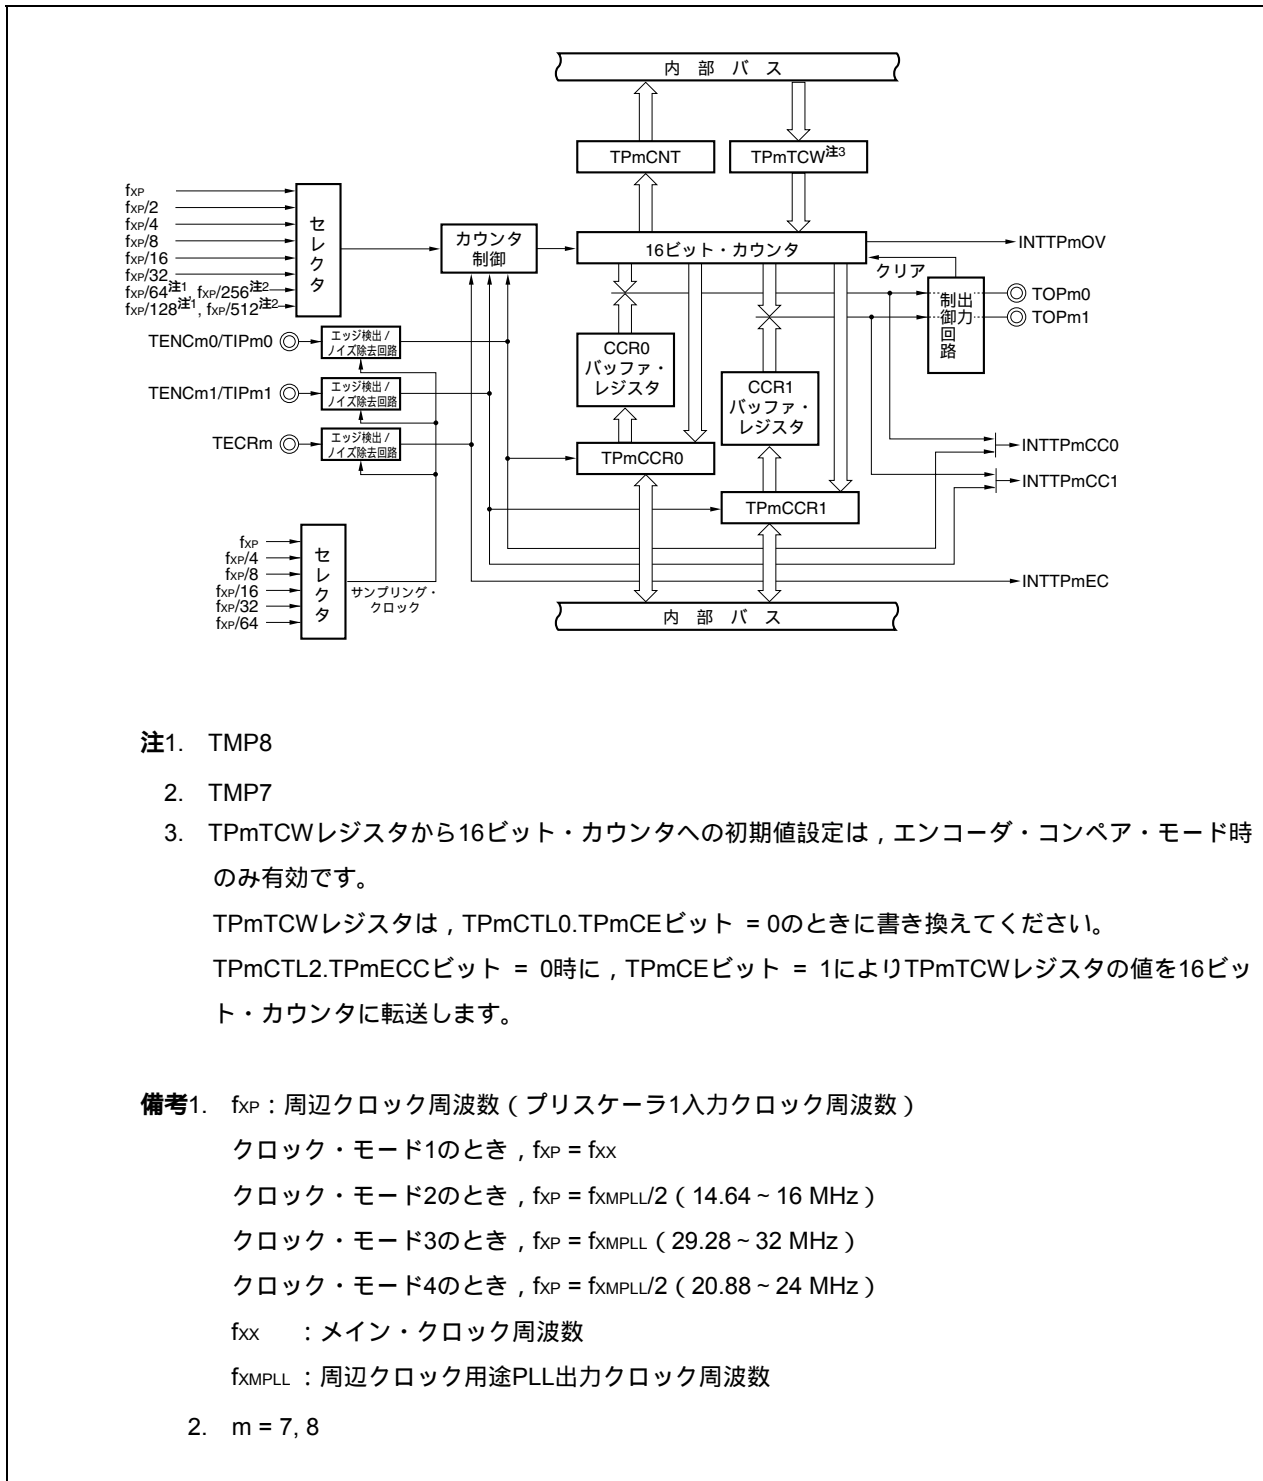 内 部 バ ス
TPmCNT
TPmTCW注3
fXP
fXP/2
fXP/4
fXP/8
fXP/16
fXP/32
fXP/64注1, fXP/256注2
fXP/128注1, fXP/512注2
セレクタ
カウンタ
制御
16ビット・カウンタ
INTTPmOV
クリア
TOPm0
TOPm1
出力制御回路
TENCm0/TIPm0
エッジ検出 /
ノイズ除去回路
TENCm1/TIPm1
エッジ検出 /
ノイズ除去回路
TECRm
エッジ検出 /
ノイズ除去回路
CCR0
バッファ・
レジスタ
CCR1
バッファ・
レジスタ
TPmCCR0
TPmCCR1
INTTPmCC0
INTTPmCC1
INTTPmEC
fXP
fXP/4
fXP/8
fXP/16
fXP/32
fXP/64
セレクタ
サンプリング・
クロック
内 部 バ ス
注1. TMP8
2. TMP7
3. TPmTCWレジスタから16ビット・カウンタへの初期値設定は，エンコーダ・コンペア・モード時
のみ有効です。
TPmTCWレジスタは，TPmCTL0.TPmCEビット = 0のときに書き換えてください。
TPmCTL2.TPmECCビット = 0時に，TPmCEビット = 1によりTPmTCWレジスタの値を16ビッ
ト・カウンタに転送します。
備考1. fXP：周辺クロック周波数（プリスケーラ1入力クロック周波数）
クロック・モード1のとき，fXP = fXX
クロック・モード2のとき，fXP = fXMPLL/2（14.64～16 MHz）
クロック・モード3のとき，fXP = fXMPLL（29.28～32 MHz）
クロック・モード4のとき，fXP = fXMPLL/2（20.88～24 MHz）
fXX ：メイン・クロック周波数
fXMPLL：周辺クロック用途PLL出力クロック周波数
2. m = 7, 8